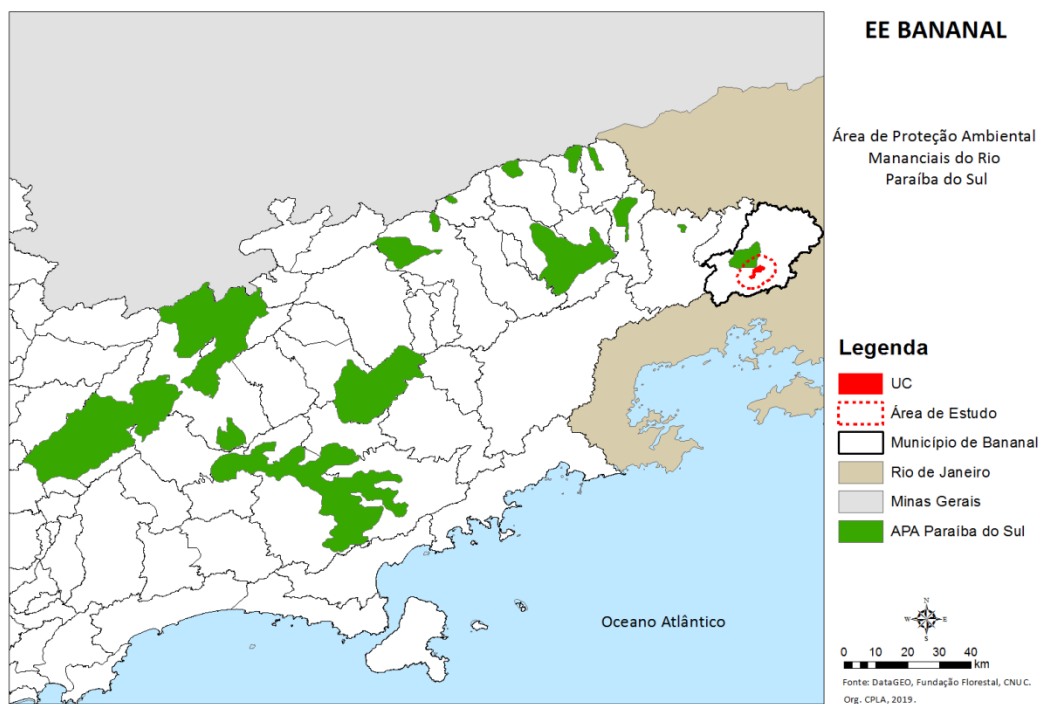 EE BANANAL
Área de Proteção Ambiental
Mananciais do Rio
Paraíba do Sul
Legenda
UC
Área de Estudo
Município de Bananal
Rio de Janeiro
Minas Gerais
APA Paraíba do Sul
Oceano Atlântico
N
W E
S
0 10 20 30 40
km
Fonte: DataGEO, Fundação Florestal, CNUC.
Org. CPLA, 2019.